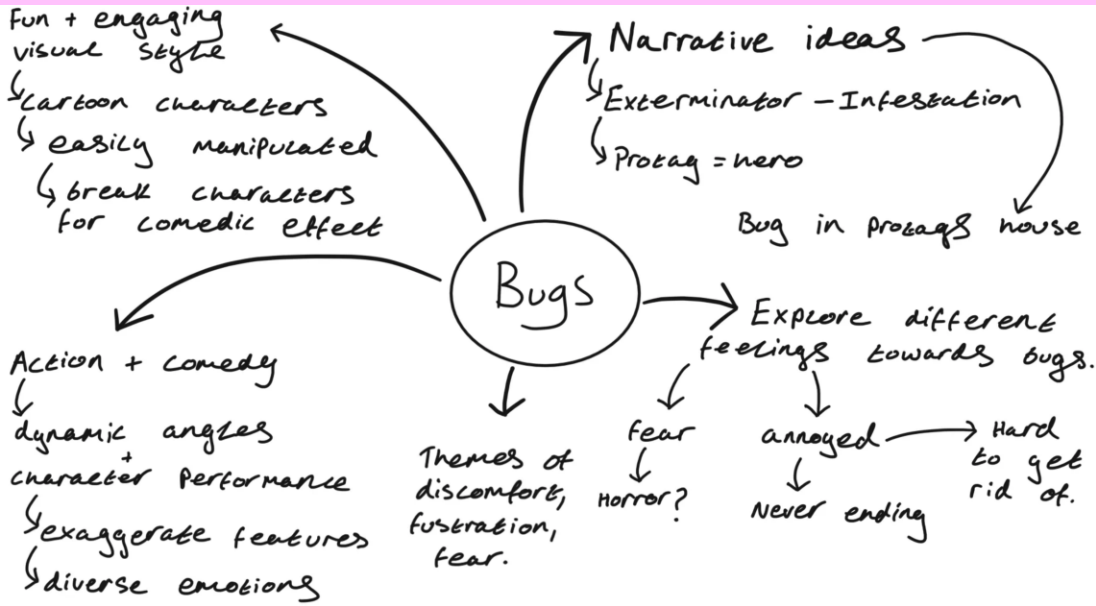 Fun + engaging
visual style
Cartoon characters
easily manipulated
break characters
for comedic effect
Narrative ideas
Exterminator - Infestation
Protag = hero
Bug in protags house
Bugs
Explore different
feelings towards bugs.
fear
Horror?
annoyed
Never ending
Hard
to get
rid of.
Themes of
discomfort,
fustration,
fear.
Action + comedy
dynamic angles
+
character performance
exaggerate features
diverse emotions